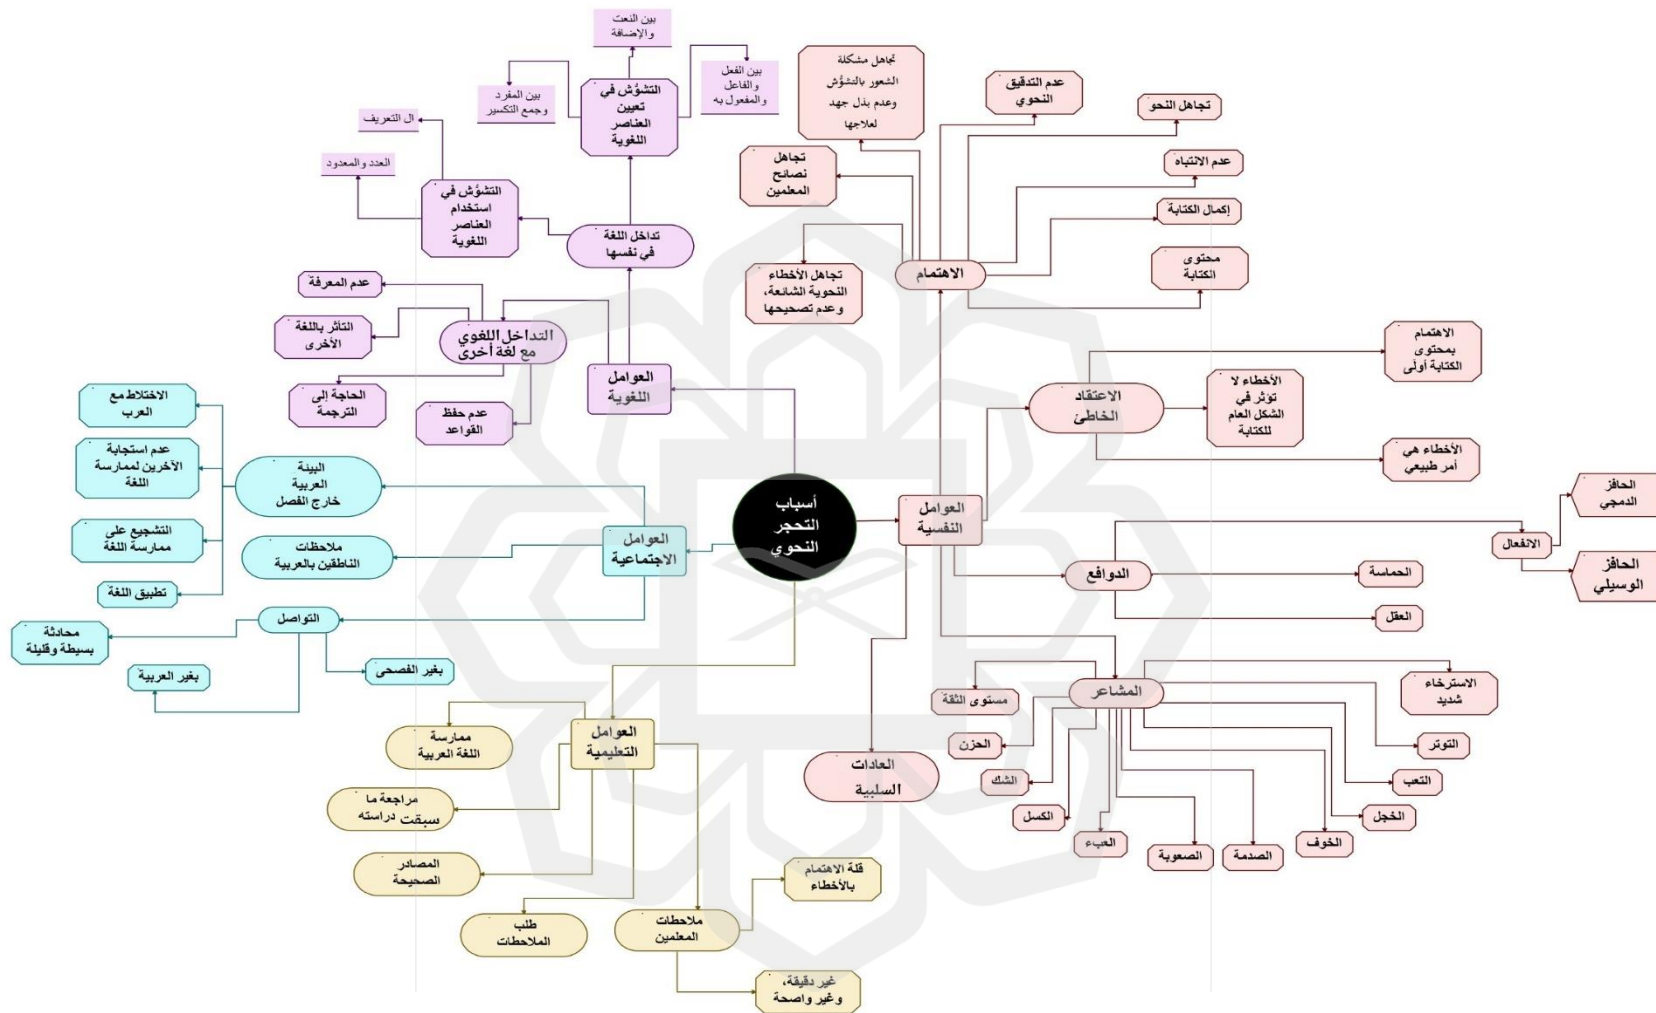 أسباب
التحجر
النحوي
العوامل
النفسية
الاهتمام
محتوى
الكتابة
إكمال الكتابة
عدم الانتباه
تجاهل النحو
عدم التدقيق
النحوي
تجاهل مشكلة
الشعور بالتشوُّش
وعدم بذل جهد
لعلاجها
تجاهل
نصائح
المعلمين
تجاهل الأخطاء
النحوية الشائعة،
وعدم تصحيحها
الاعتقاد
الخاطئ
الاهتمام
بمحتوى
الكتابة أولًى
الأخطاء لا
تؤثر في
الشكل العام
للكتابة
الأخطاء هي
أمر طبيعي
الدوافع
الانفعال
الحافز
الدمجي
الحافز
الوسيلي
الحماسة
العقل
المشاعر
الاسترخاء
شديد
التوتر
التعب
الخجل
الخوف
الصدمة
الصعوبة
العبء
الكسل
الشك
الحزن
مستوى الثقة
العادات
السلبية
العوامل
التعليمية
ملاحظات
المعلمين
قلة الاهتمام
بالأخطاء
غير دقيقة،
وغير واصحة
طلب
الملاحظات
المصادر
الصحيحة
مراجعة ما
سبقت دراسته
ممارسة
اللغة العربية
العوامل
الاجتماعية
البيئة
العربية
خارج الفصل
الاختلاط مع
العرب
عدم استجابة
الآخرين لممارسة
اللغة
التشجيع على
ممارسة اللغة
تطبيق اللغة
ملاحظات
الناطقين بالعربية
التواصل
محادثة
بسيطة وقليلة
بغير العربية
بغير الفصحى
العوامل
اللغوية
التداخل اللغوي
مع لغة أخرى
عدم المعرفة
التأثر باللغة
الأخرى
الحاجة إلى
الترجمة
عدم حفظ
القواعد
تداخل اللغة
في نفسها
التشوُّش في
استخدام
العناصر
اللغوية
ال التعريف
العدد والمعدود
التشوُّش في
تعيين
العناصر
اللغوية
بين النعت
والإضافة
بين الفعل
والفاعل
والمفعول به
بين المفرد
وجمع التكسير